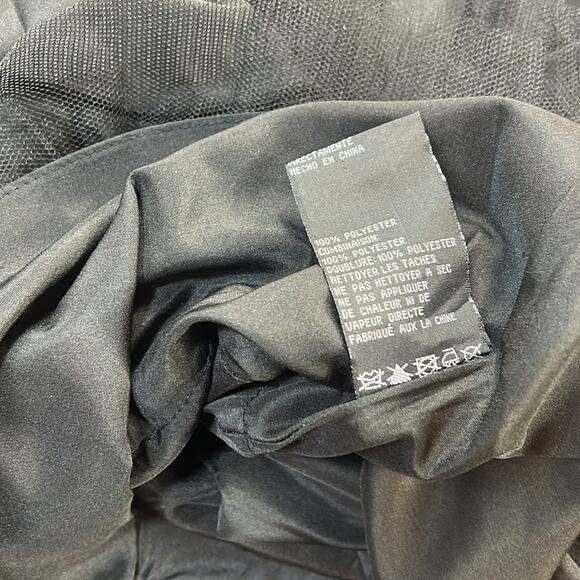 DIRECTAMENTE
HECHO EN CHINA
100% POLYESTER
COMBINAISON:
100% POLYESTER
DOUBLURE:100% POLYESTER
NETTOYER LES TACHES
NE PAS NETTOYER A SEC
NE PAS APPLIQUER
DE CHALEUR NI DE
VAPEUR DIRECTE
FABRIQUÉ AUX LA CHINE